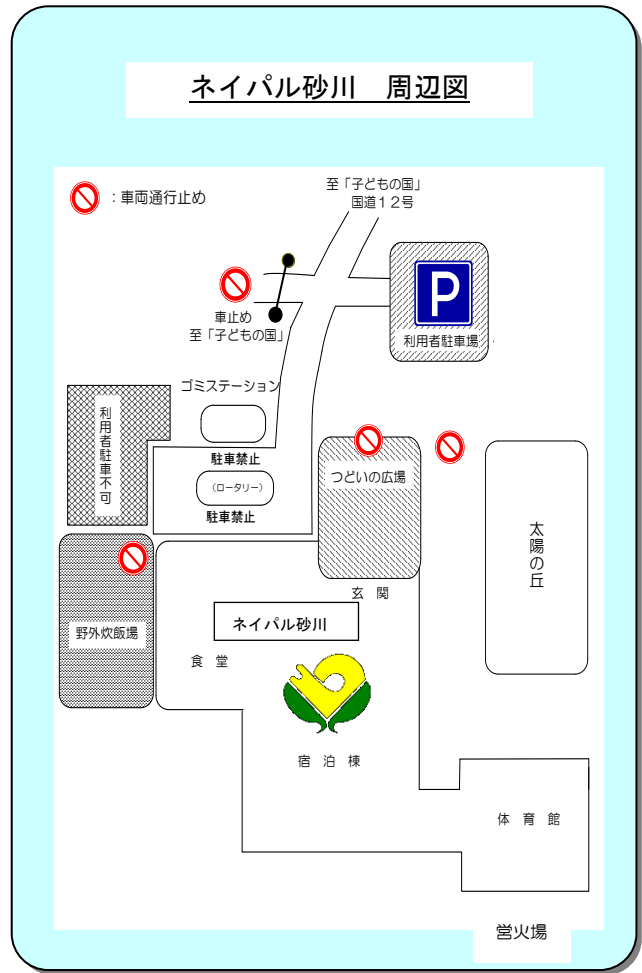 ネイパル砂川　周辺図
：車両通行止め
至「子どもの国」
国道１２号
車止め
至「子どもの国」
P
利用者駐車場
ゴミステーション
利用者駐車不可
駐車禁止
（ロータリー）
駐車禁止
つどいの広場
太陽の丘
玄　関
野外炊飯場
ネイパル砂川
食　堂
宿　泊　棟
体　育　館
営火場